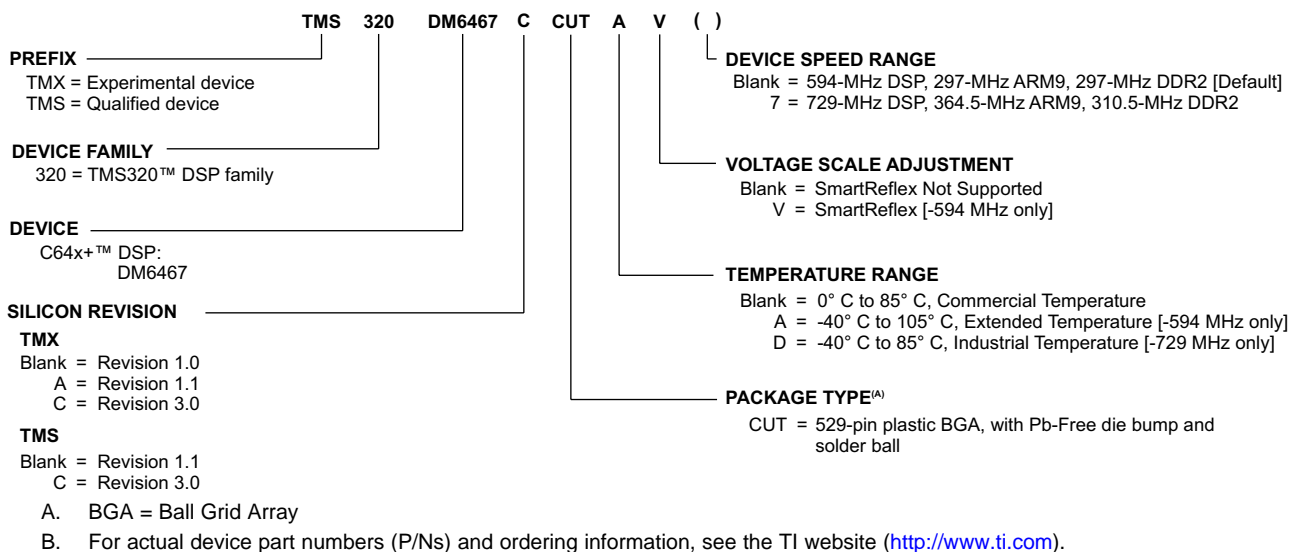 TMS 320 DM6467 C CUT A V ( )
PREFIX
TMX = Experimental device
TMS = Qualified device
DEVICE FAMILY
320 = TMS320™ DSP family
DEVICE
C64x+™ DSP:
DM6467
SILICON REVISION
TMX
Blank = Revision 1.0
A = Revision 1.1
C = Revision 3.0
TMS
Blank = Revision 1.1
C = Revision 3.0
DEVICE SPEED RANGE
Blank = 594-MHz DSP, 297-MHz ARM9, 297-MHz DDR2 [Default]
7 = 729-MHz DSP, 364.5-MHz ARM9, 310.5-MHz DDR2
VOLTAGE SCALE ADJUSTMENT
Blank = SmartReflex Not Supported
V = SmartReflex [-594 MHz only]
TEMPERATURE RANGE
Blank = 0° C to 85° C, Commercial Temperature
A = -40° C to 105° C, Extended Temperature [-594 MHz only]
D = -40° C to 85° C, Industrial Temperature [-729 MHz only]
PACKAGE TYPE(A)
CUT = 529-pin plastic BGA, with Pb-Free die bump and
solder ball
A. BGA = Ball Grid Array
B. For actual device part numbers (P/Ns) and ordering information, see the TI website (http://www.ti.com).